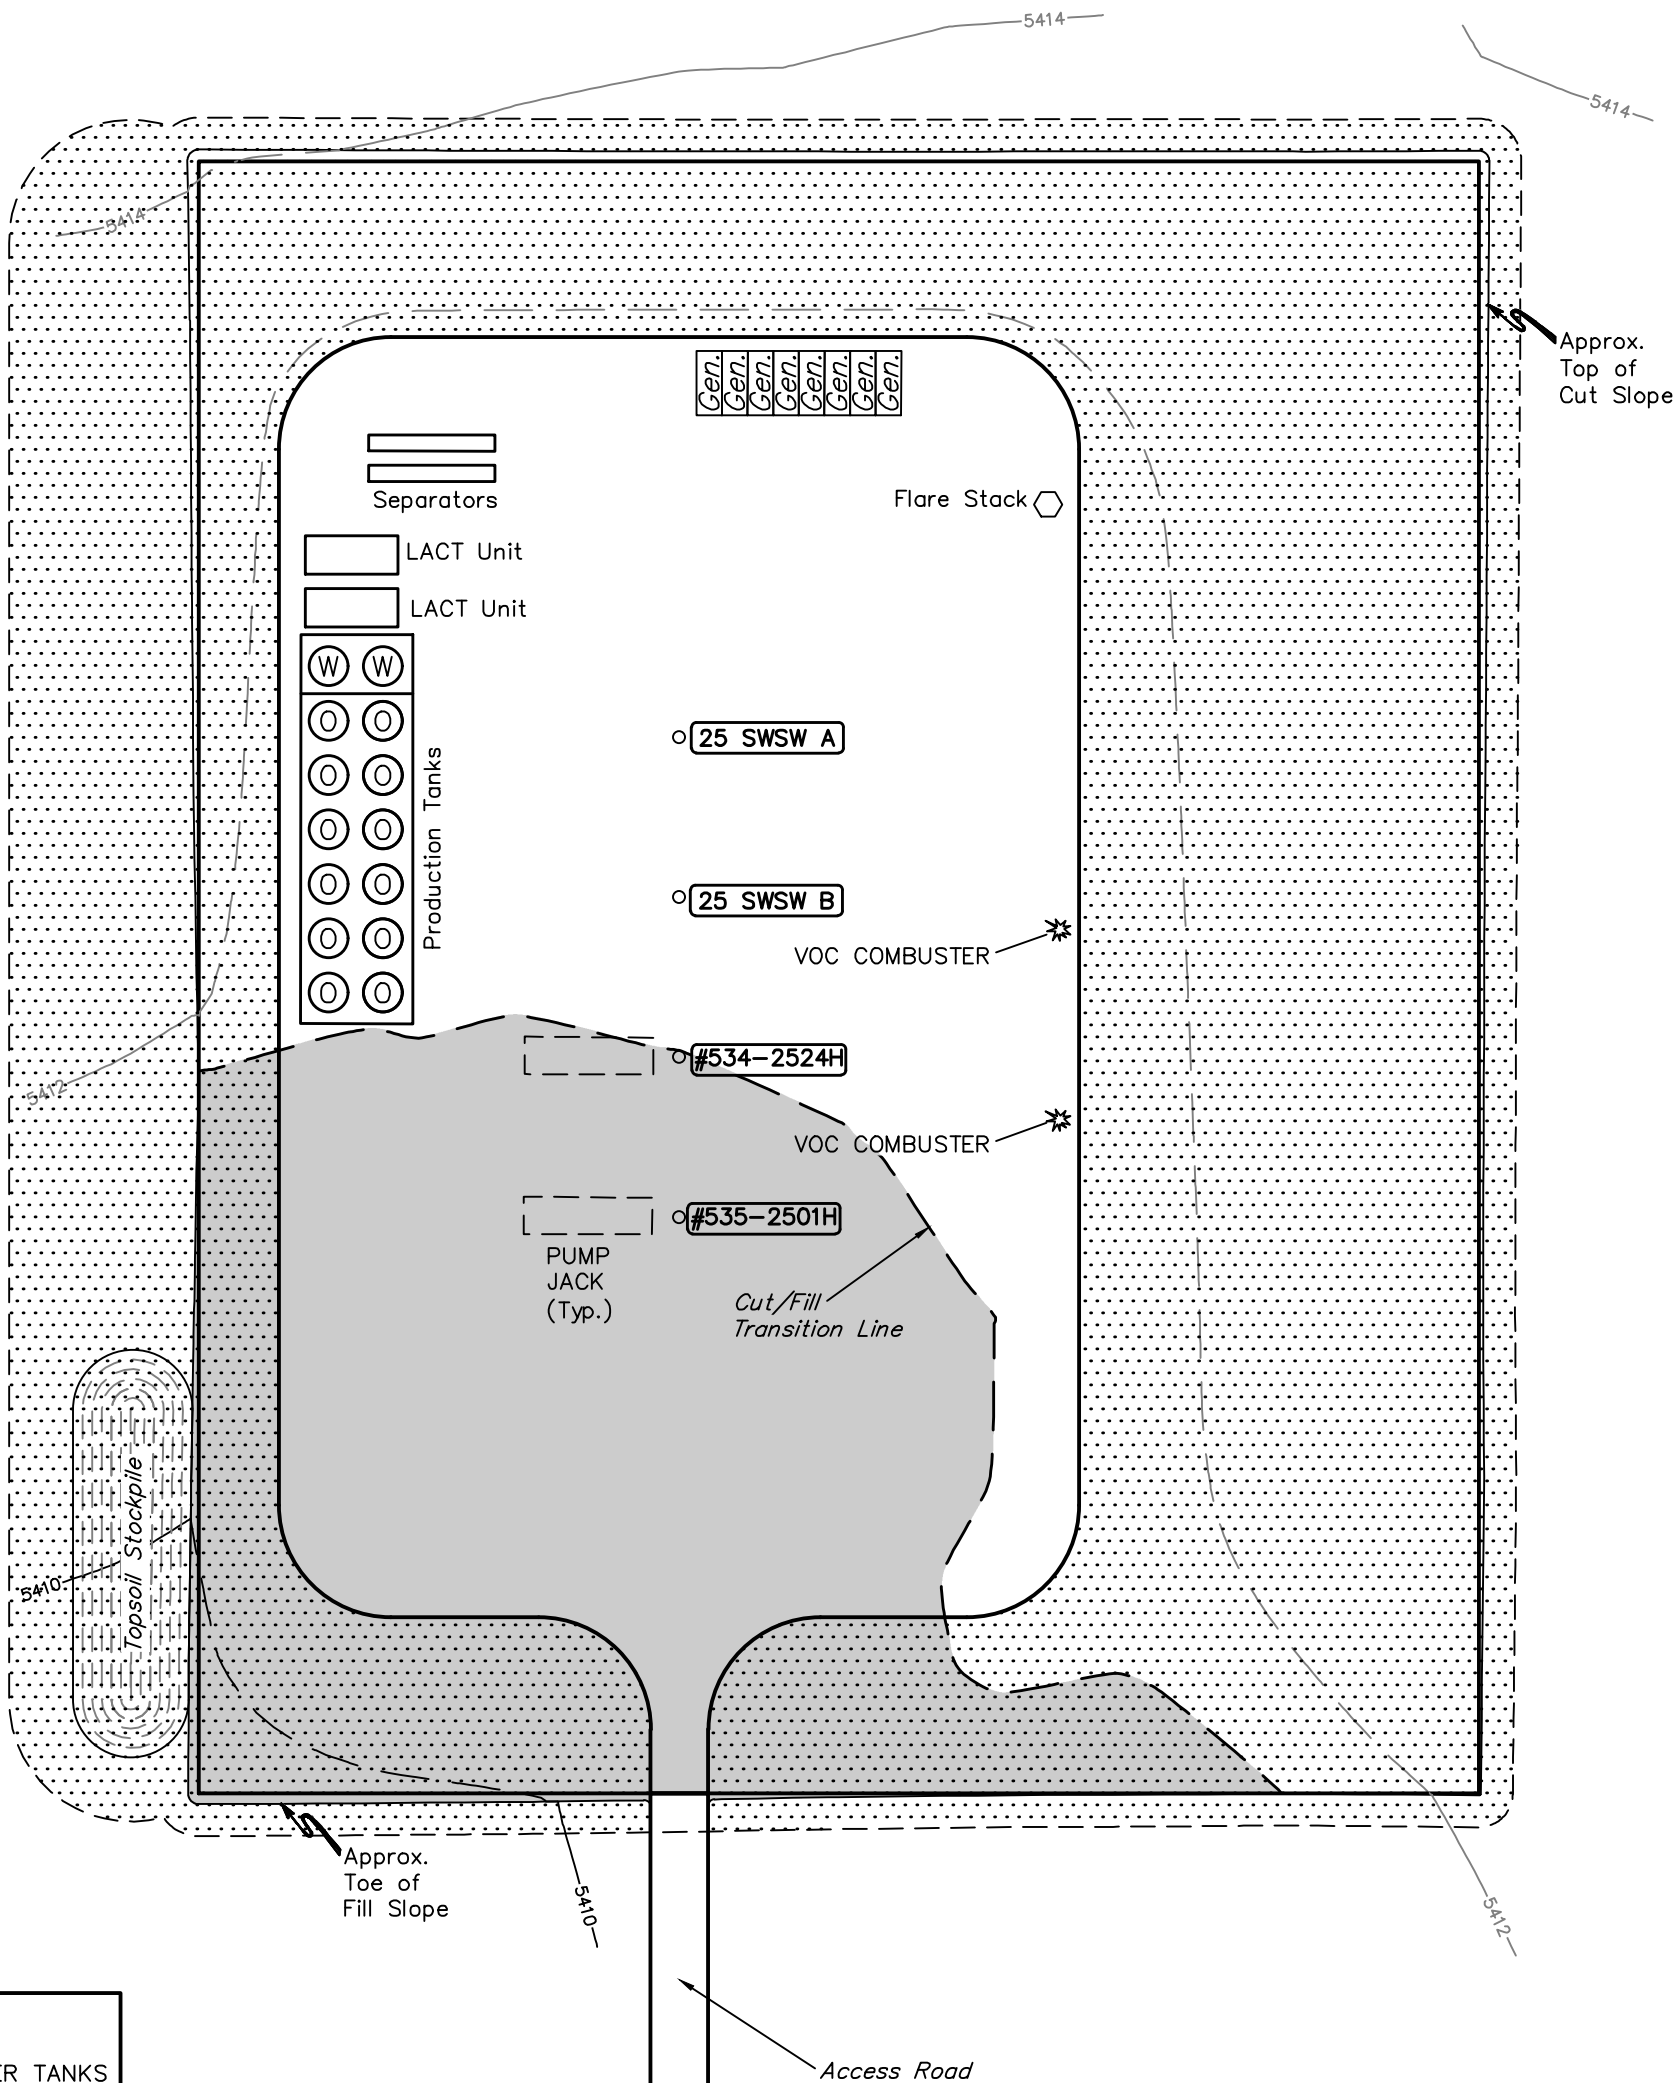 5414
5414
5414
Approx.
Top of
Cut Slope
Gen. Gen. Gen. Gen. Gen. Gen. Gen. Gen.
Separators
Flare Stack
LACT Unit
LACT Unit
W W
O O
O O
O O
O O
O O
O O
Production Tanks
25 SWSW A
25 SWSW B
VOC COMBUSTER
5412
#534-2524H
VOC COMBUSTER
#535-2501H
PUMP
JACK
(Typ.)
Cut/Fill
Transition Line
Topsoil Stockpile
5410
Approx.
Toe of
Fill Slope
5410
5412
ER TANKS
Access Road